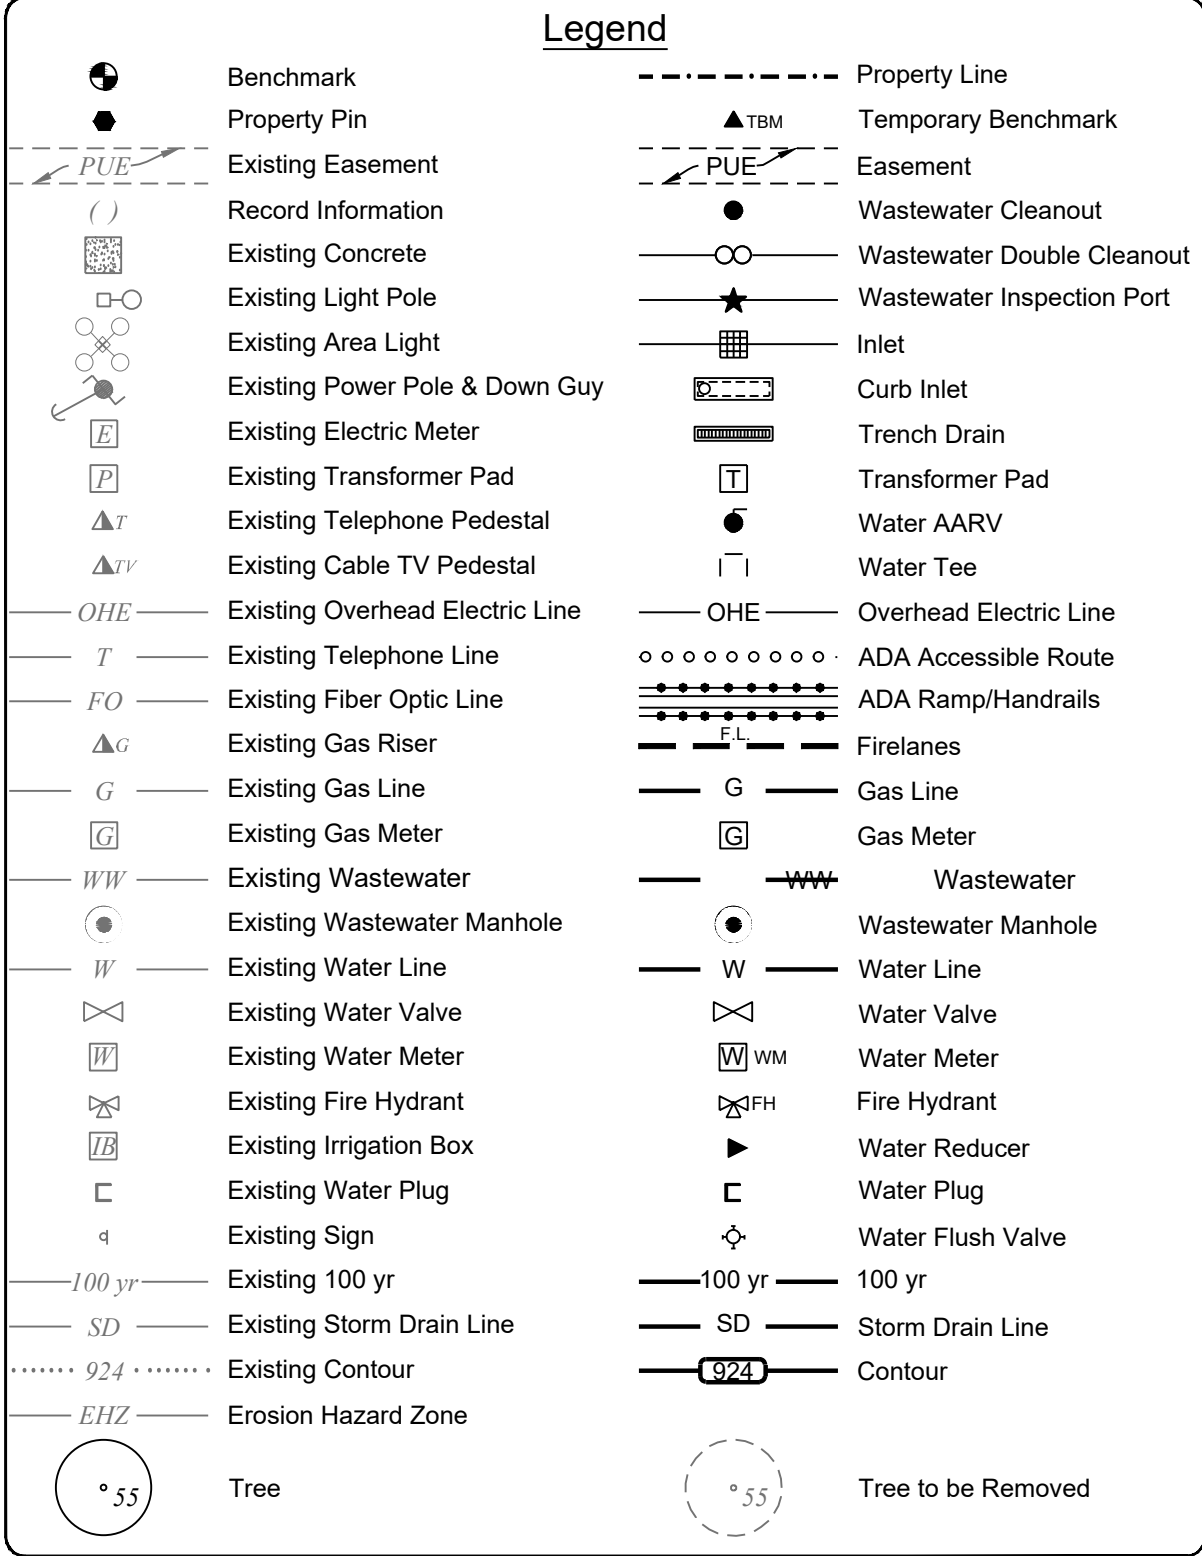 Legend
Benchmark
Property Line
Property Pin
TBM Temporary Benchmark
PUE Existing Easement
PUE Easement
( ) Record Information
Wastewater Cleanout
Existing Concrete
Wastewater Double Cleanout
Existing Light Pole
Wastewater Inspection Port
Existing Area Light
Inlet
Existing Power Pole & Down Guy
Curb Inlet
E Existing Electric Meter
Trench Drain
P Existing Transformer Pad
T Transformer Pad
T Existing Telephone Pedestal
Water AARV
TV Existing Cable TV Pedestal
Water Tee
OHE Existing Overhead Electric Line
OHE Overhead Electric Line
T Existing Telephone Line
ADA Accessible Route
FO Existing Fiber Optic Line
ADA Ramp/Handrails
G Existing Gas Riser
F.L. Firelanes
G Existing Gas Line
G Gas Line
G Existing Gas Meter
G Gas Meter
WW Existing Wastewater
WW Wastewater
Existing Wastewater Manhole
Wastewater Manhole
W Existing Water Line
W Water Line
Existing Water Valve
Water Valve
W Existing Water Meter
W WM Water Meter
Existing Fire Hydrant
FH Fire Hydrant
IB Existing Irrigation Box
Water Reducer
Existing Water Plug
Water Plug
Existing Sign
Water Flush Valve
100 yr Existing 100 yr
100 yr 100 yr
SD Existing Storm Drain Line
SD Storm Drain Line
924 Existing Contour
924 Contour
EHZ Erosion Hazard Zone
55 Tree
55 Tree to be Removed